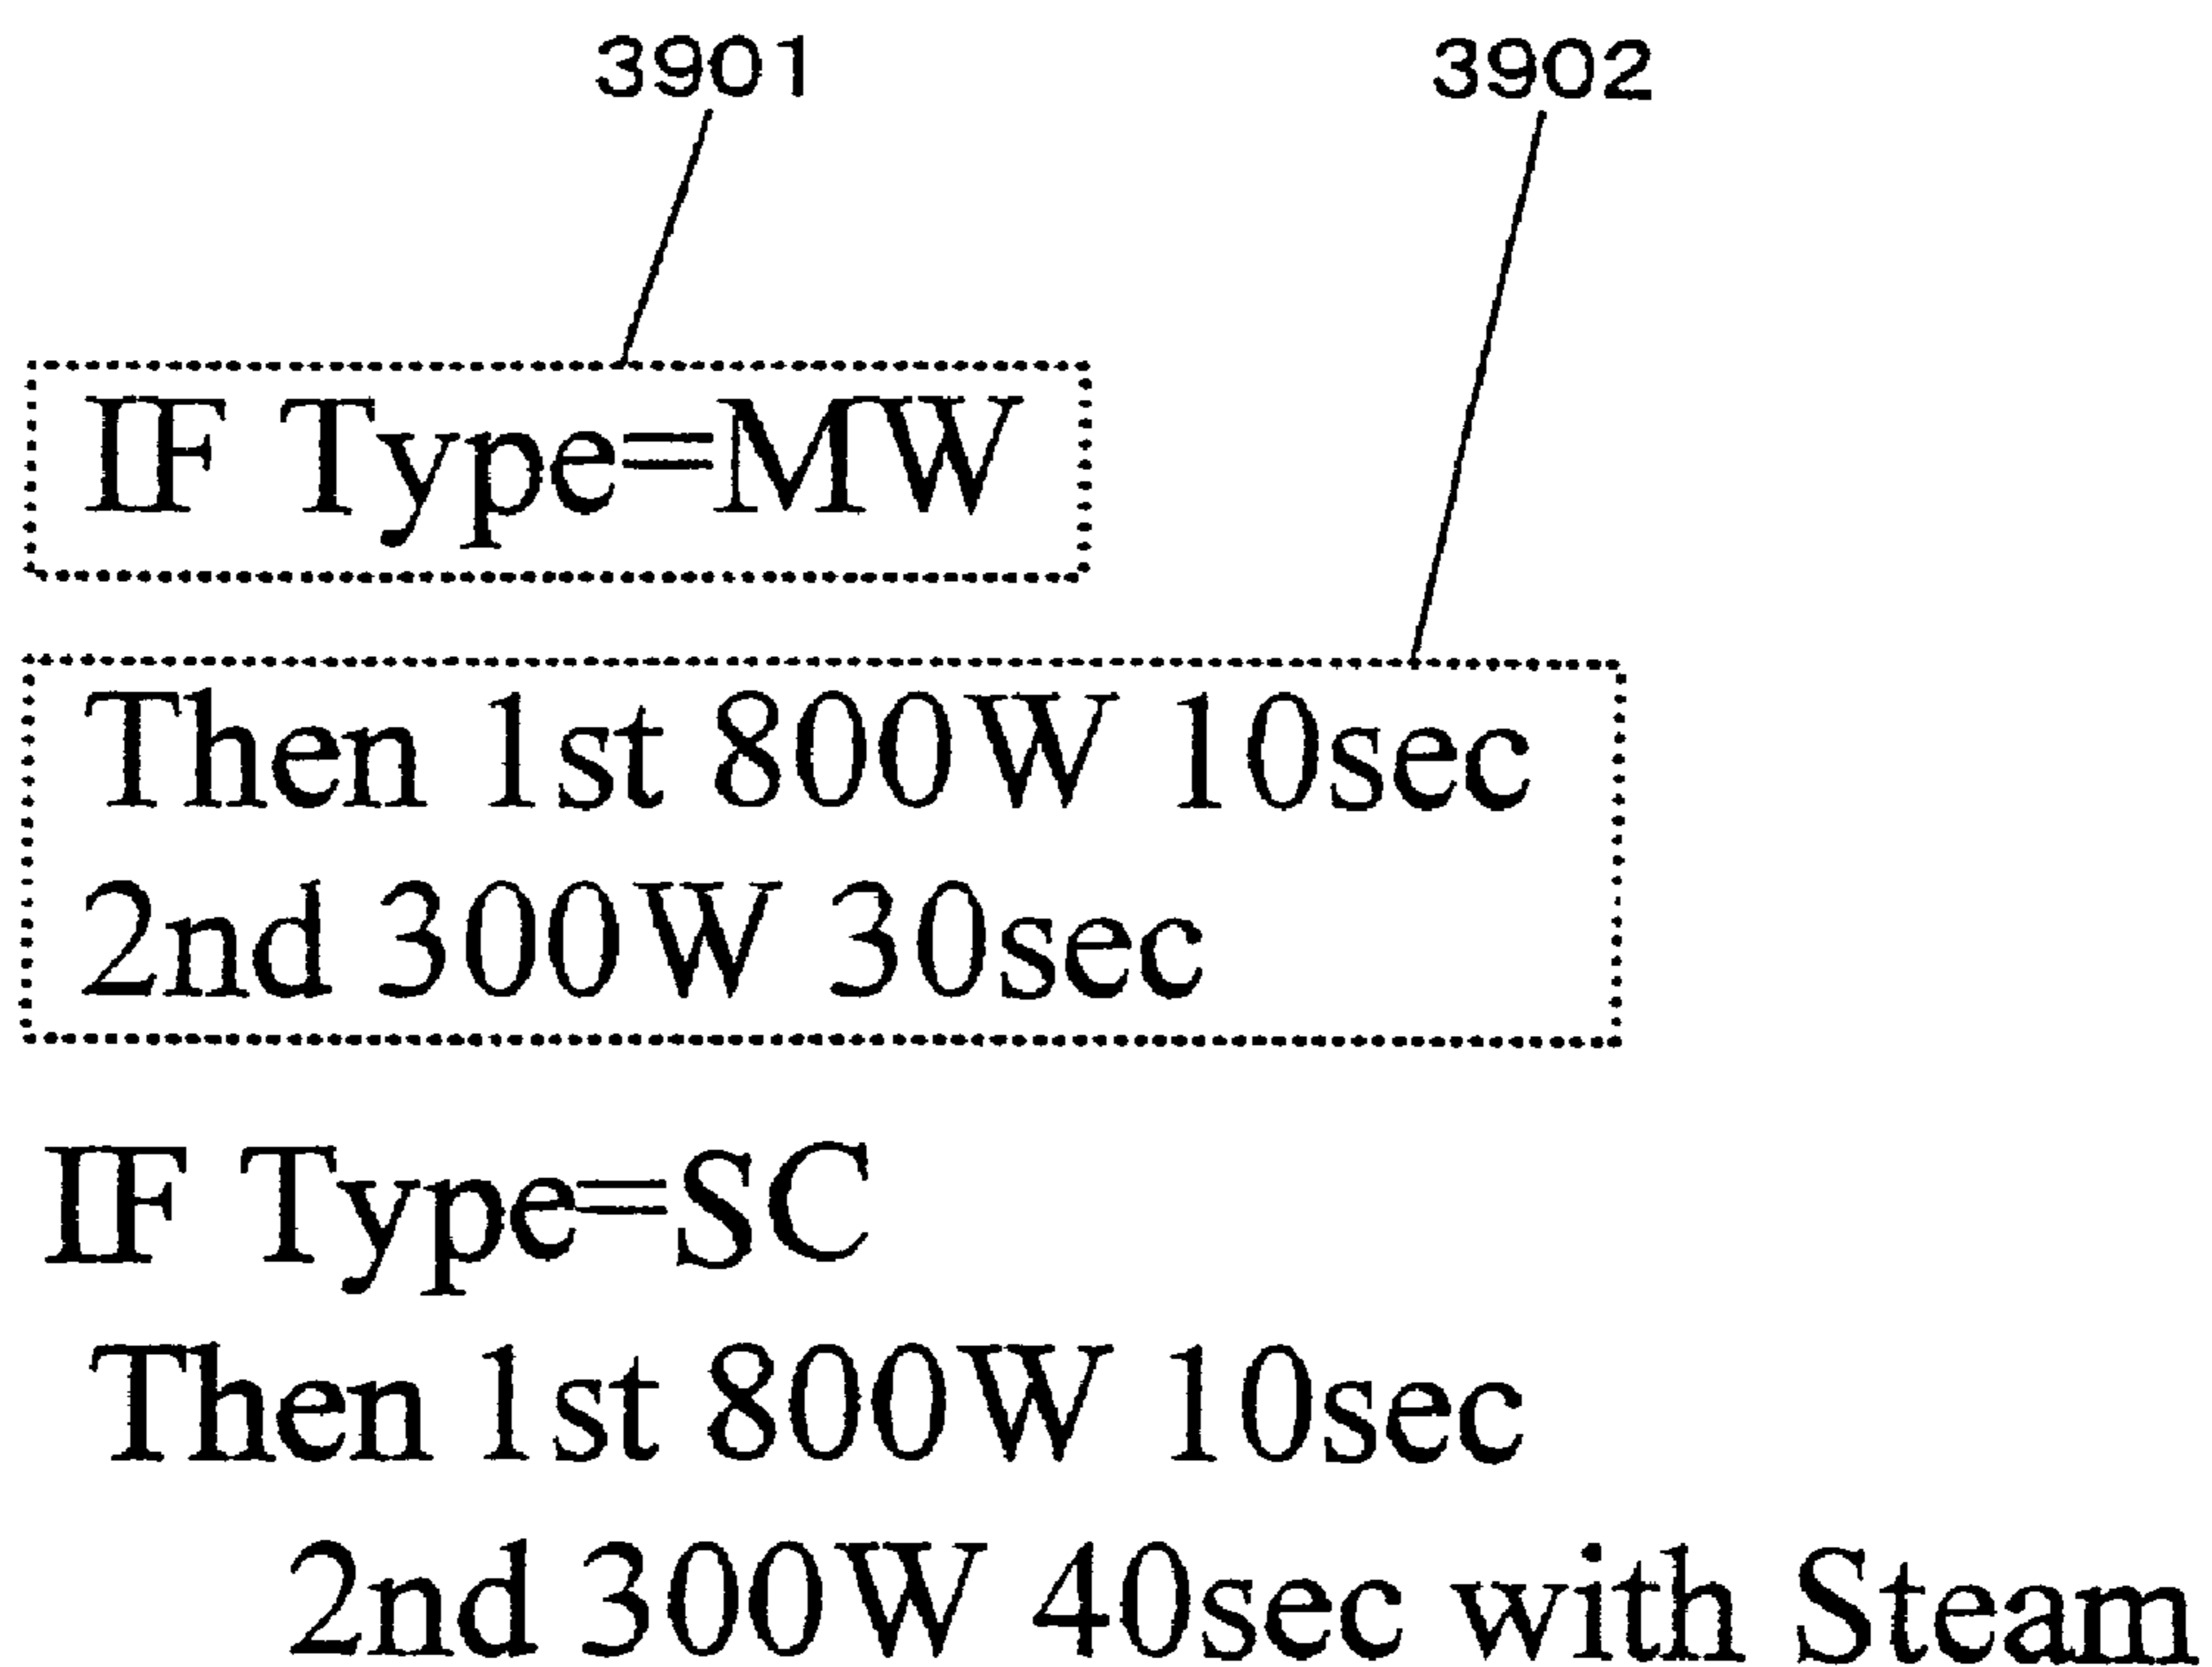 3901 3902
IF Type=MW
Then 1st 800W 10sec
2nd 300W 30sec
IF Type=SC
Then 1st 800W 10sec
2nd 300W 40sec with Steam